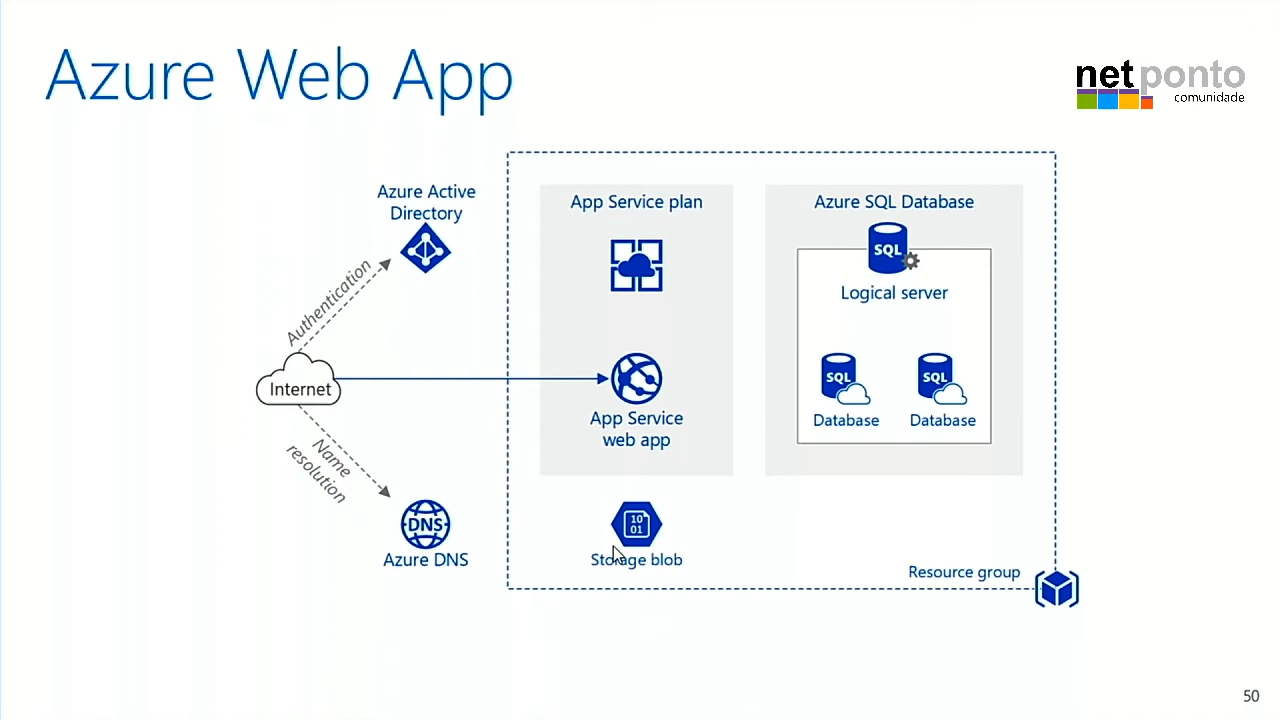 Azure Web App
netponto
comunidade
Azure Active
Directory
App Service plan
Azure SQL Database
SQL
Logical server
Authentication
Internet
SQL
SQL
App Service
web app
Database
Database
Name
resolution
DNS
10
01
Azure DNS
Storage blob
Resource group
50